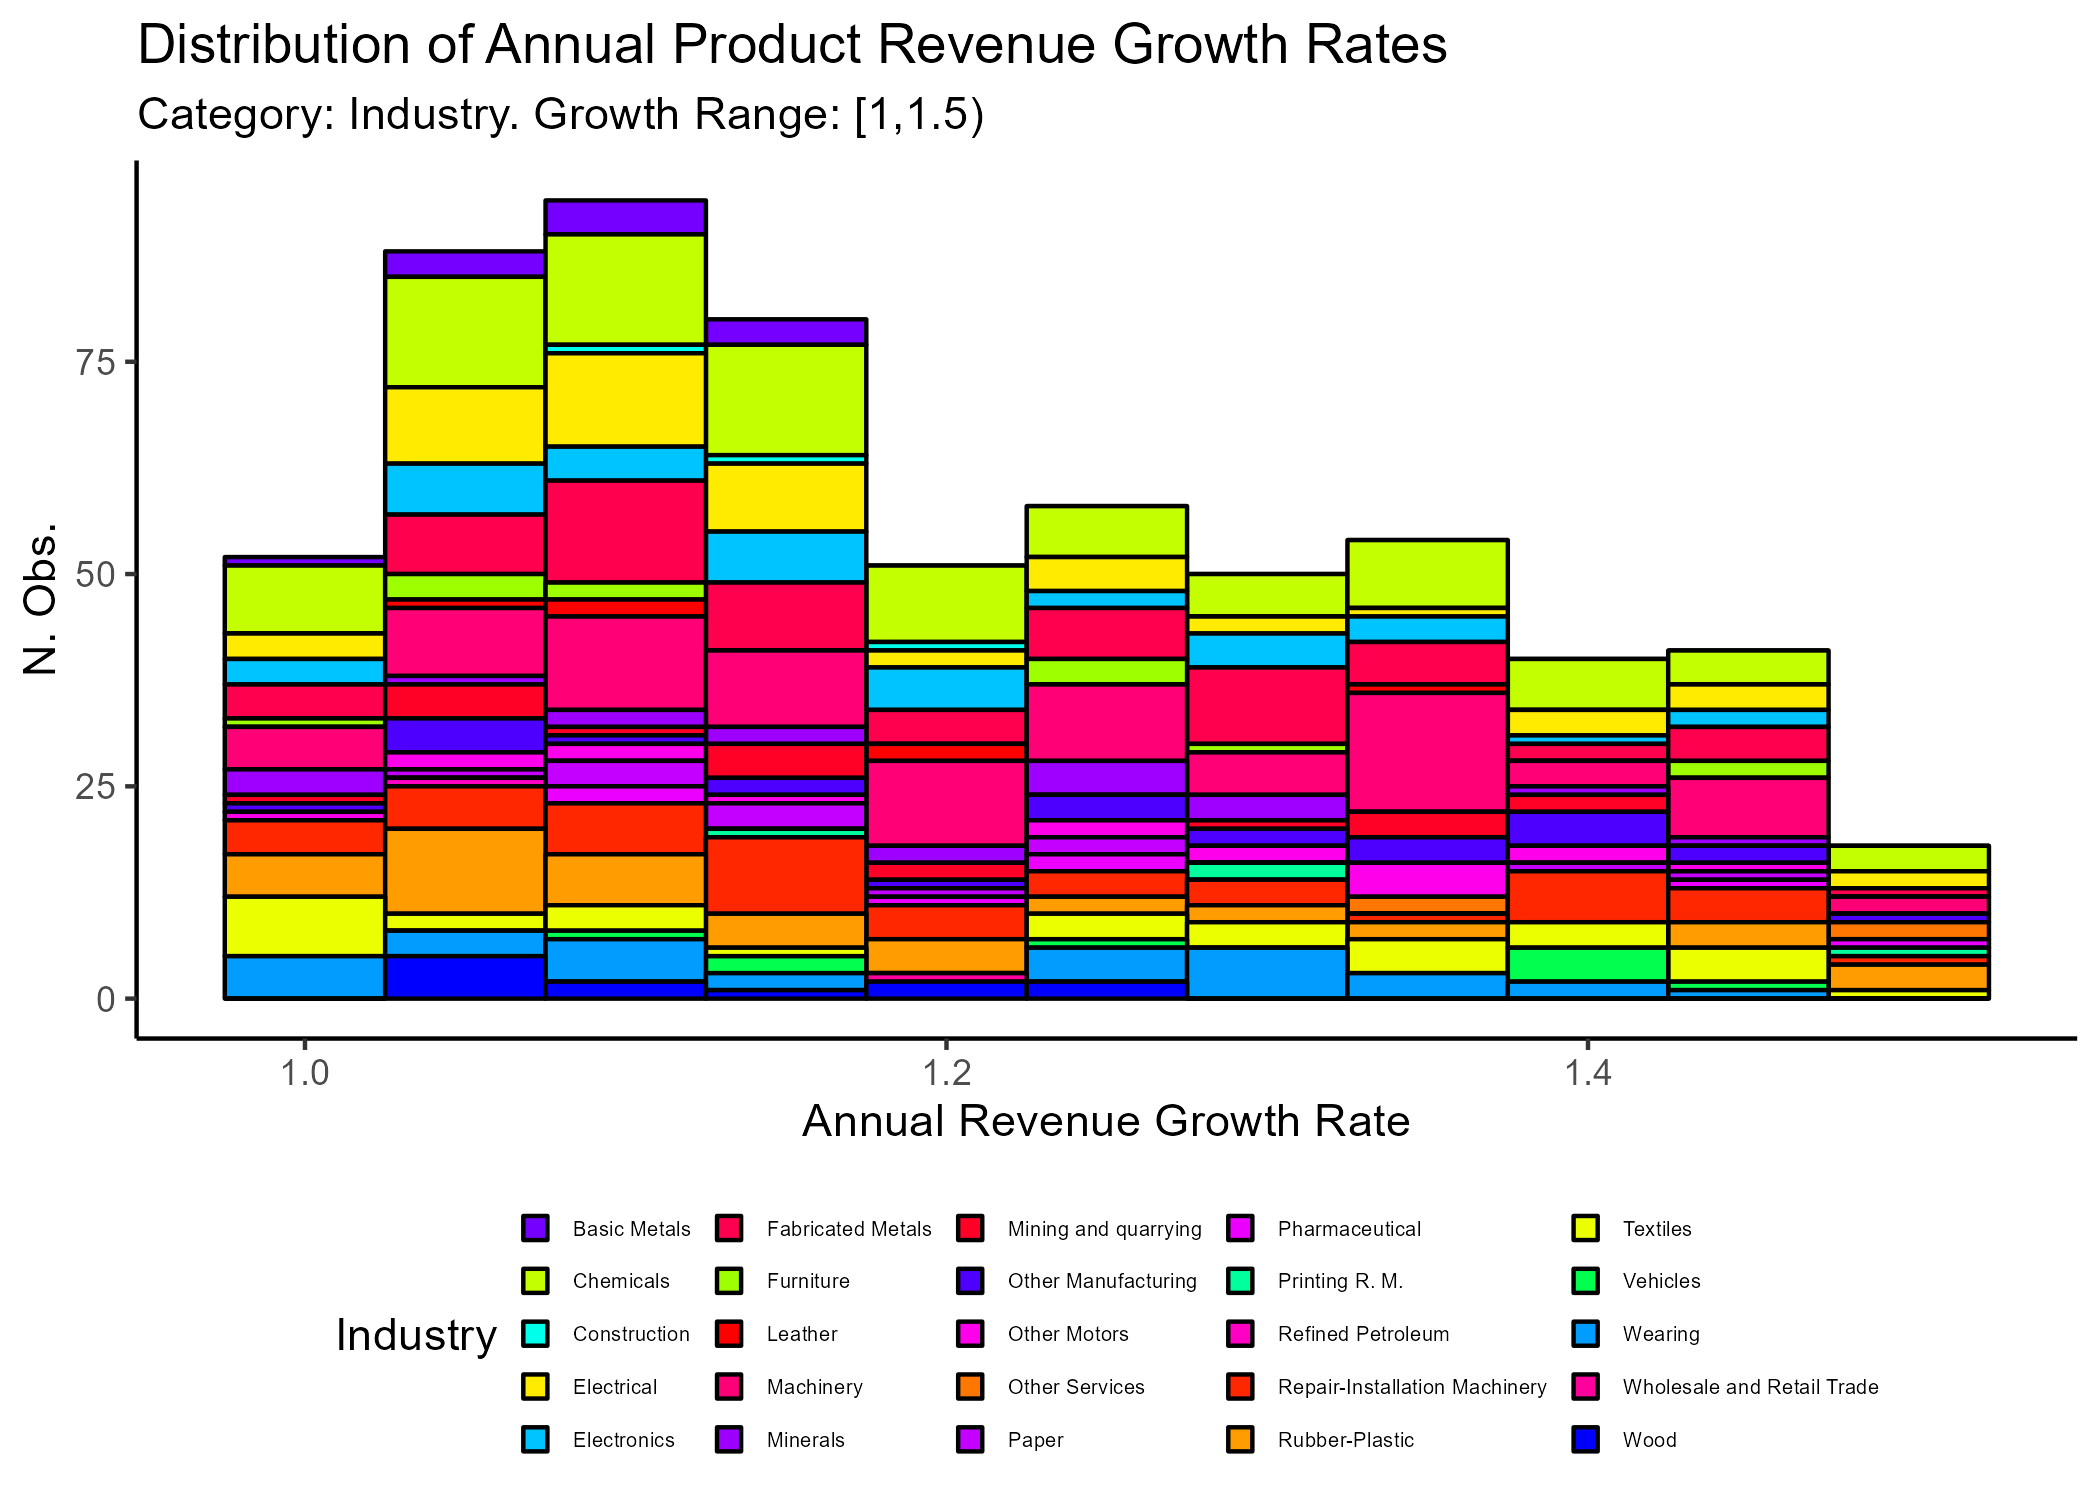 Distribution of Annual Product Revenue Growth Rates
Category: Industry. Growth Range: [1,1.5)
N. Obs.
75
50
25
0
1.0 1.2 1.4
Annual Revenue Growth Rate
Industry
Basic Metals Fabricated Metals Mining and quarrying Pharmaceutical Textiles
Chemicals Furniture Other Manufacturing Printing R. M. Vehicles
Construction Leather Other Motors Refined Petroleum Wearing
Electrical Machinery Other Services Repair-Installation Machinery Wholesale and Retail Trade
Electronics Minerals Paper Rubber-Plastic Wood